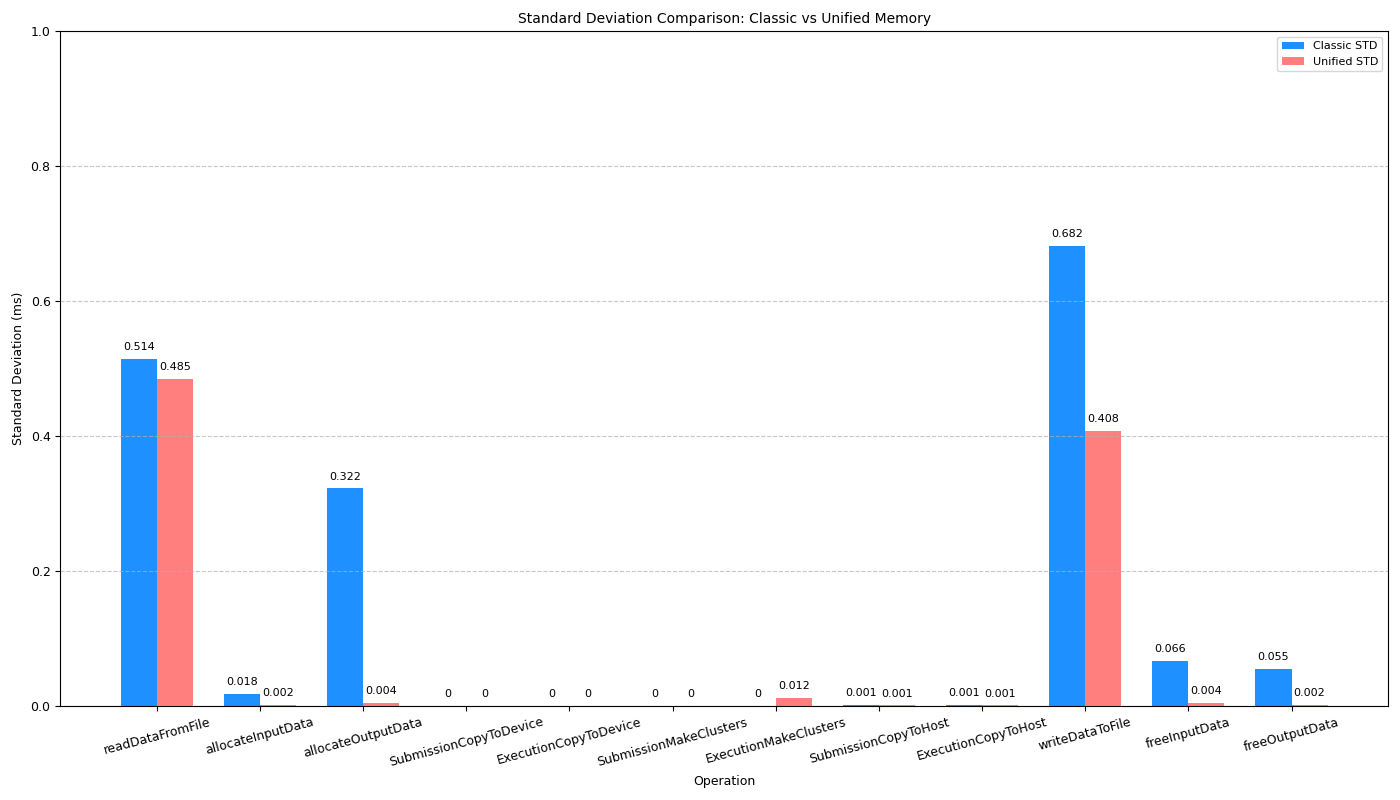 Standard Deviation Comparison: Classic vs Unified Memory
1.0
Classic STD
Unified STD
0.8
0.682
0.6
0.514
0.485
0.408
0.4
0.322
0.2
0.066
0.055
0.018
0.002
0.004
0 0
0 0
0 0
0
0.012
0.001 0.001
0.001 0.001
0.004
0.002
0.0
Standard Deviation (ms)
readDataFromFile
allocateInputData
allocateOutputData
SubmissionCopyToDevice
ExecutionCopyToDevice
SubmissionMakeClusters
ExecutionMakeClusters
SubmissionCopyToHost
ExecutionCopyToHost
writeDataToFile
freeInputData
freeOutputData
Operation